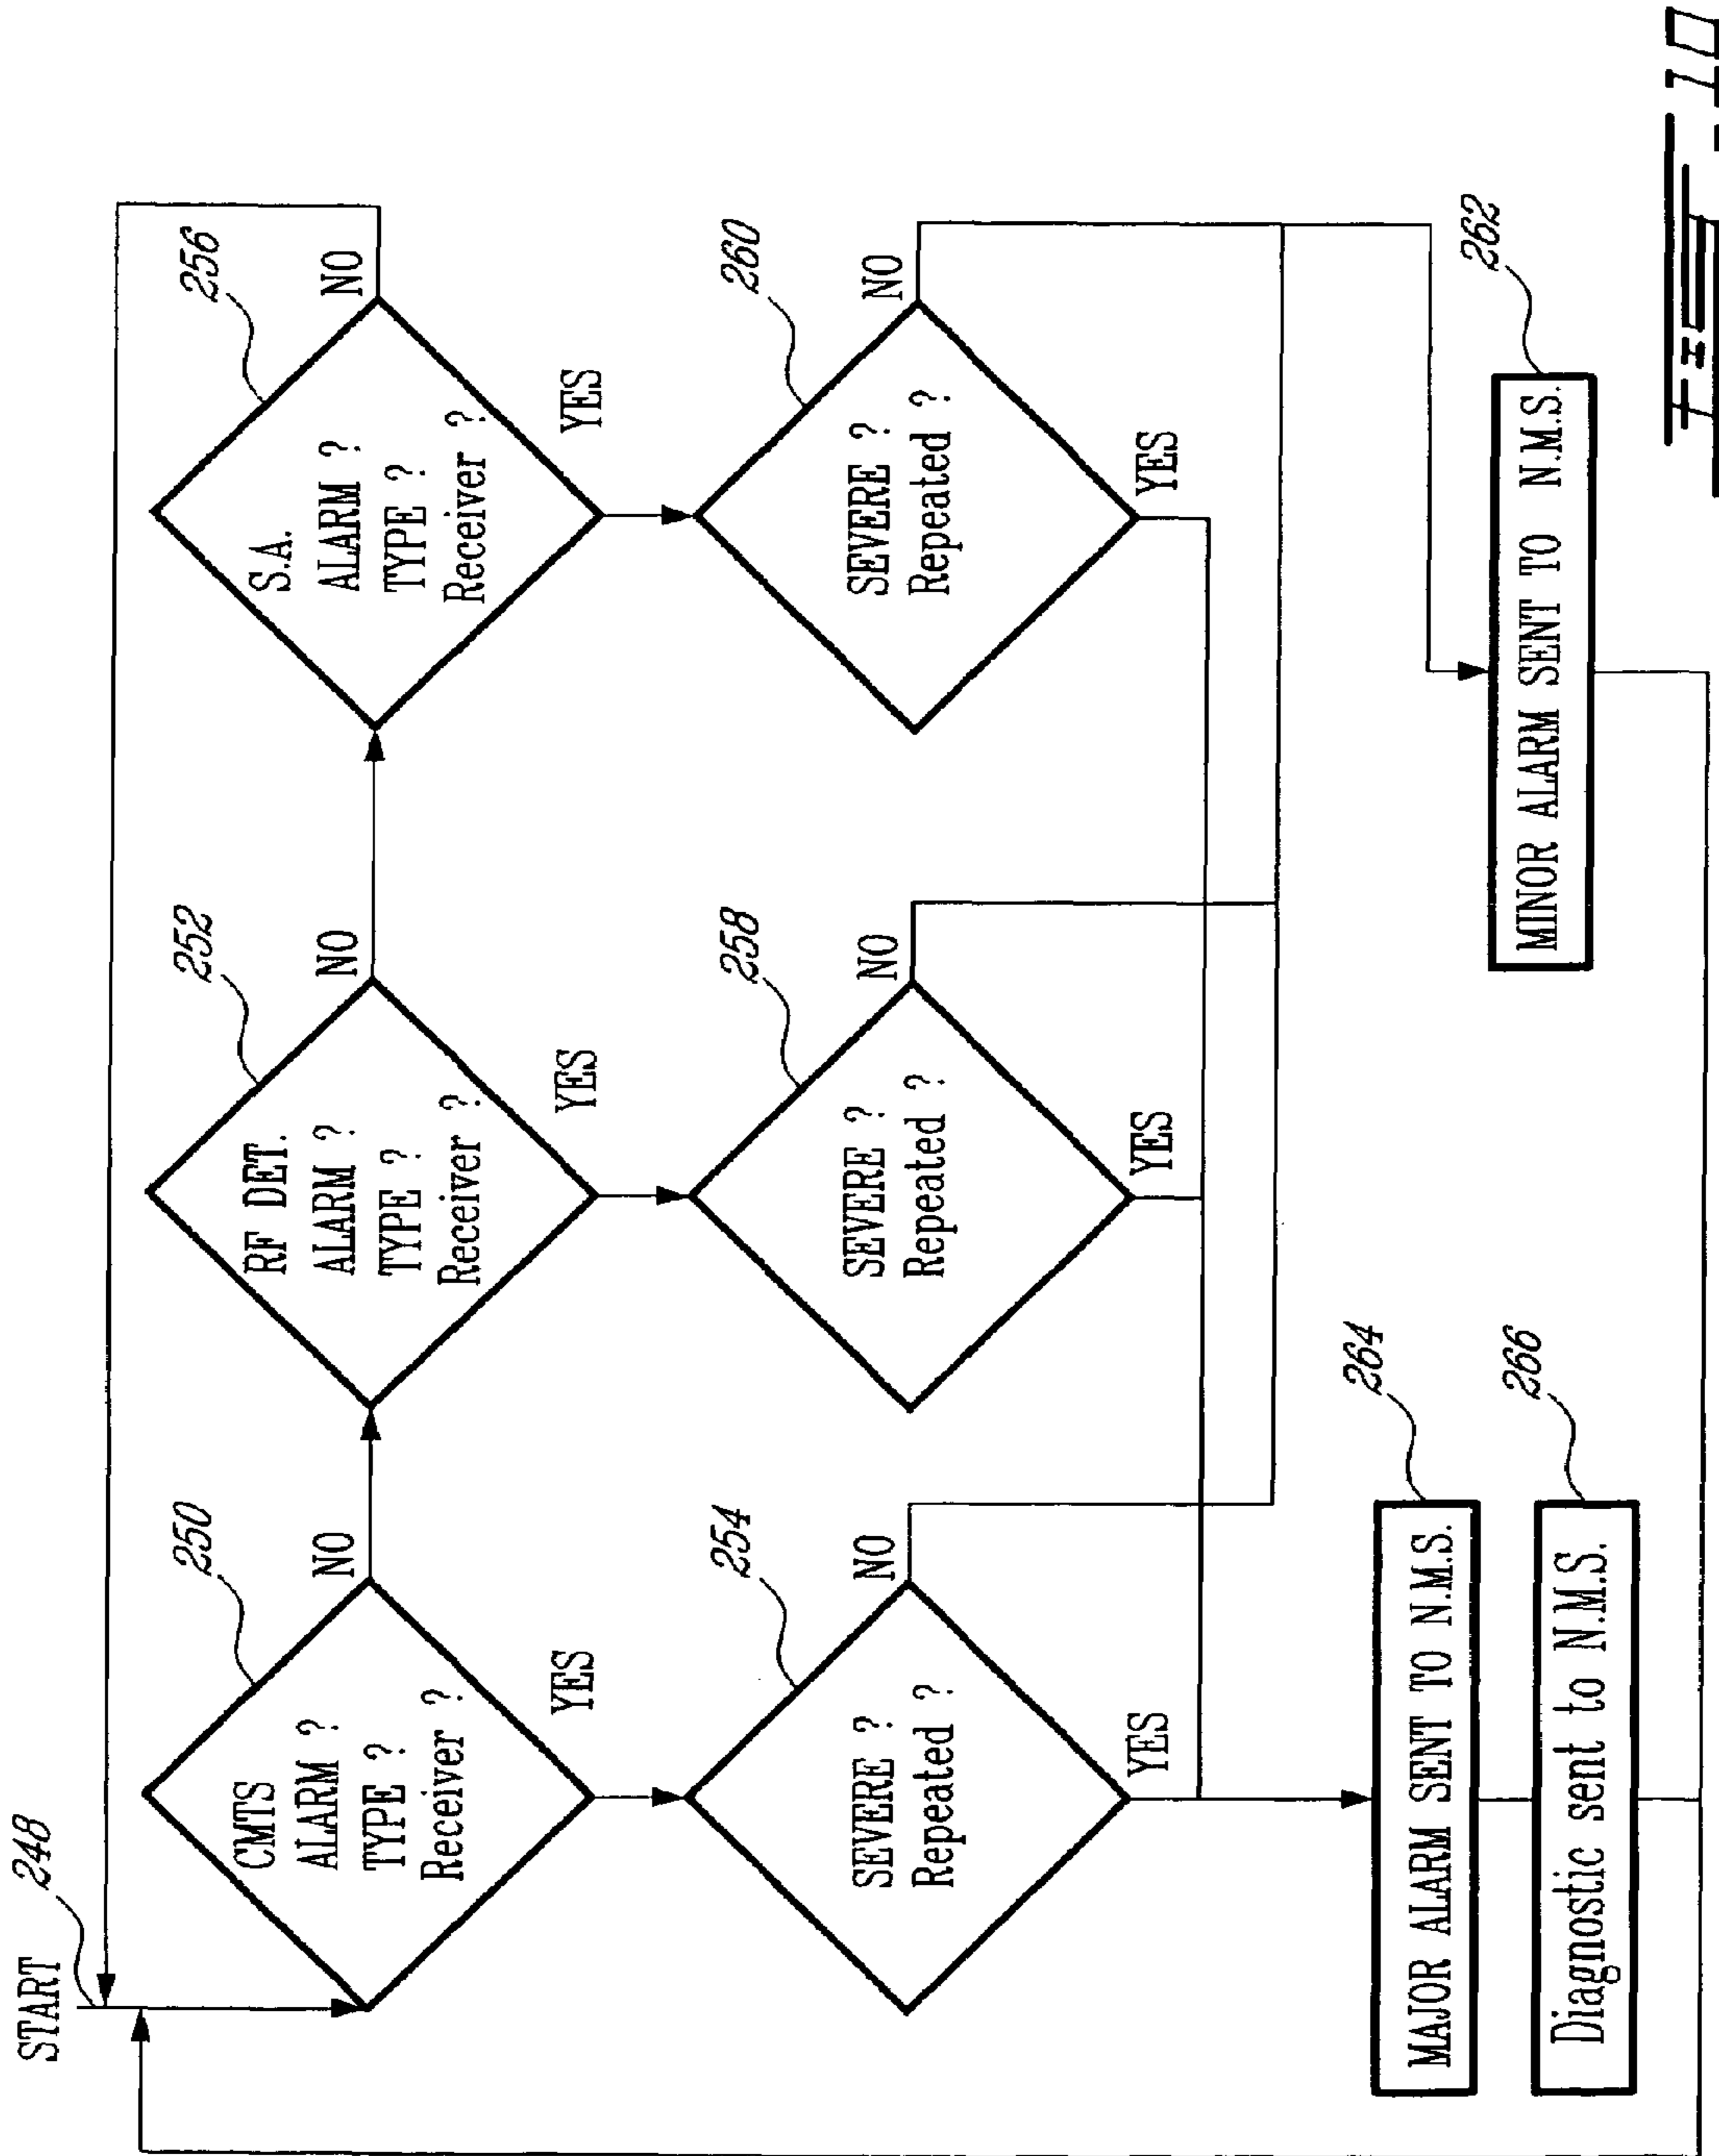 START
248
250
CMTS
ALARM ?
TYPE ?
Receiver ?
NO
YES
252
RF DET.
ALARM ?
TYPE ?
Receiver ?
NO
YES
256
S.A.
ALARM ?
TYPE ?
Receiver ?
NO
YES
254
SEVERE ?
Repeated ?
NO
YES
258
SEVERE ?
Repeated ?
NO
YES
260
SEVERE ?
Repeated ?
NO
YES
264
MAJOR ALARM SENT TO N.M.S.
266
Diagnostic sent to N.M.S.
262
MINOR ALARM SENT TO N.M.S.
Fig-10